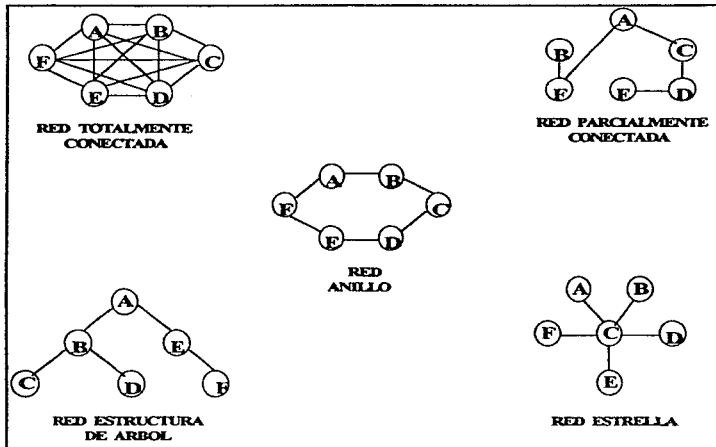 A B
F C
E D
RED TOTALMENTE
CONECTADA
A
B C
F E D
RED PARCIALMENTE
CONECTADA
A B
F C
E D
RED
ANILLO
A
B E
C D F
RED ESTRUCTURA
DE ARBOL
A B
F C D
E
RED ESTRELLA